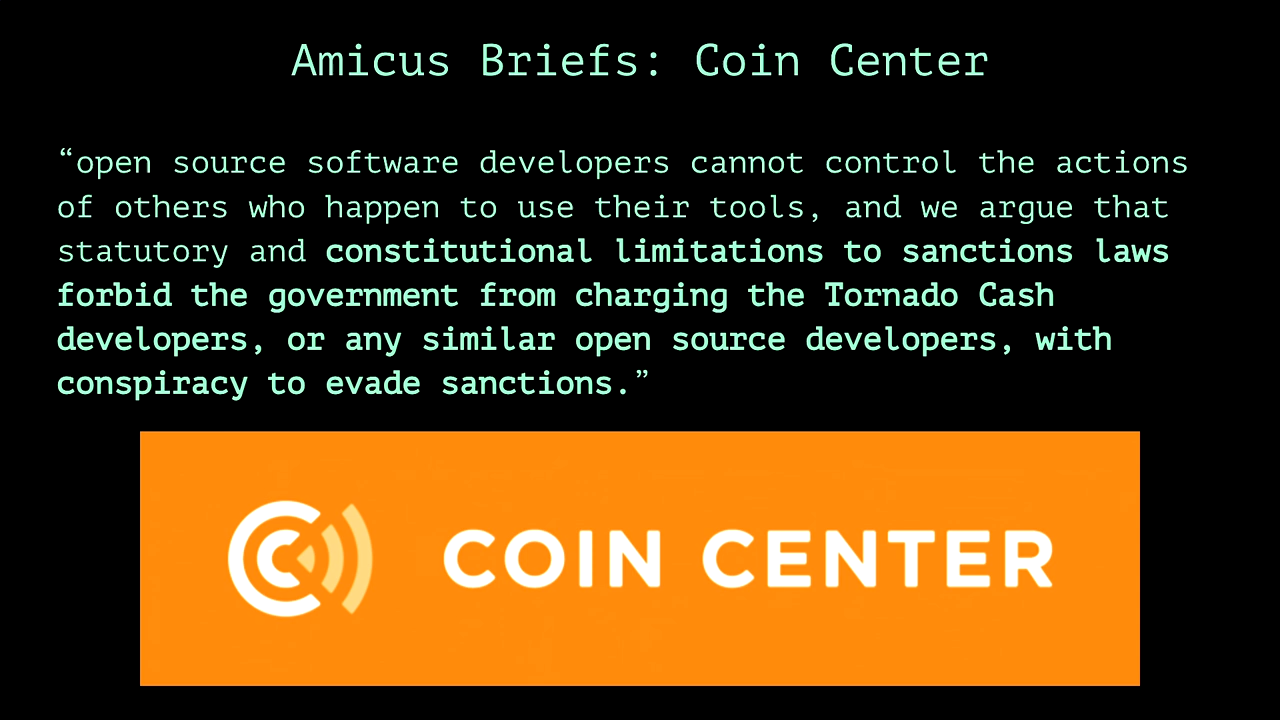 Amicus Briefs: Coin Center
“open source software developers cannot control the actions
of others who happen to use their tools, and we argue that
statutory and constitutional limitations to sanctions laws
forbid the government from charging the Tornado Cash
developers, or any similar open source developers, with
conspiracy to evade sanctions.”
COIN CENTER